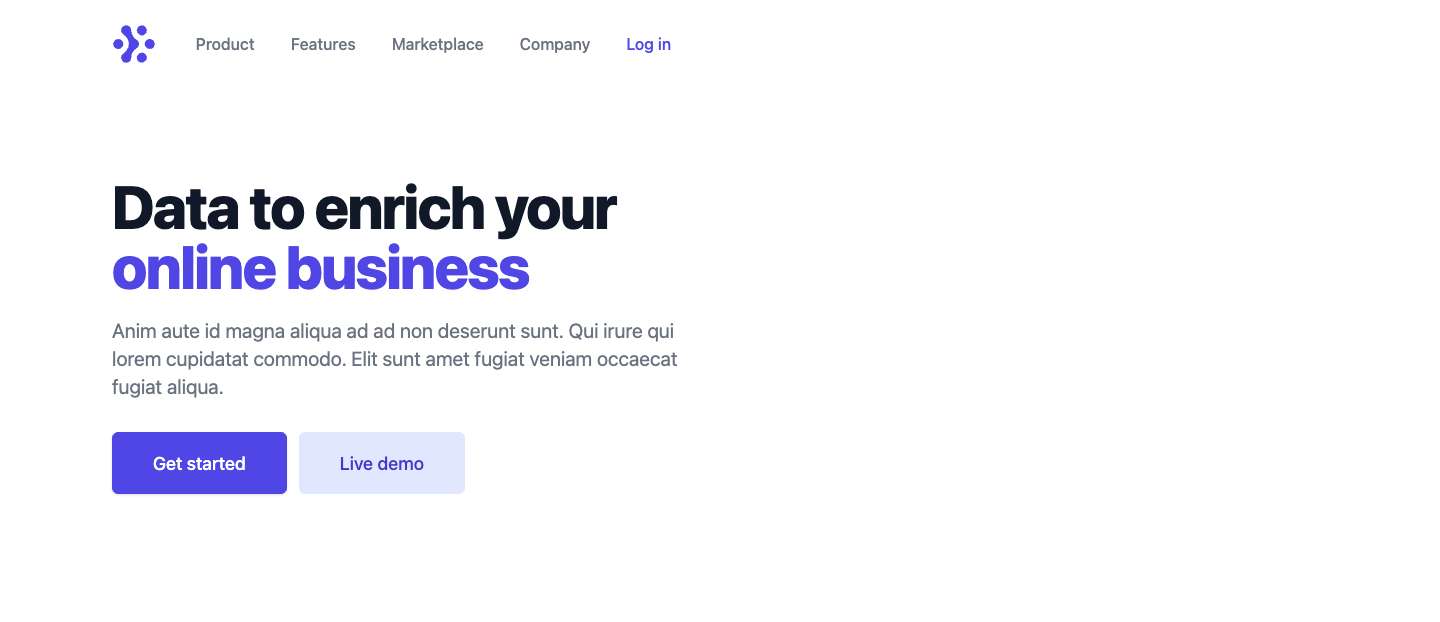 Product Features Marketplace Company Log in
Data to enrich your
online business
Anim aute id magna aliqua ad ad non deserunt sunt. Qui irure qui
lorem cupidatat commodo. Elit sunt amet fugiat veniam occaecat
fugiat aliqua.
Get started Live demo